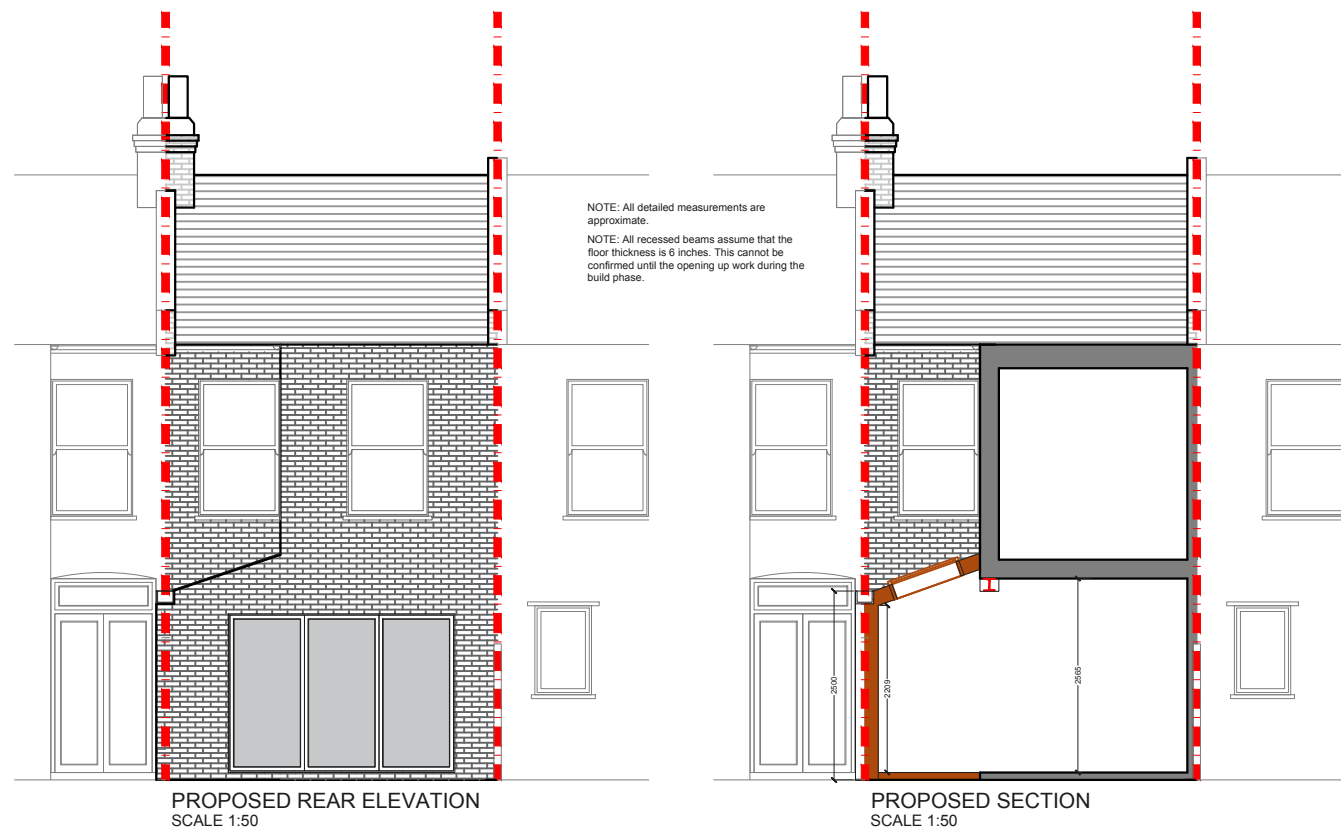 NOTE: All detailed measurements are
approximate.
NOTE: All recessed beams assume that the
floor thickness is 6 inches. This cannot be
confirmed until the opening up work during the
build phase.
2500
2209
2565
PROPOSED REAR ELEVATION
SCALE 1:50
PROPOSED SECTION
SCALE 1:50